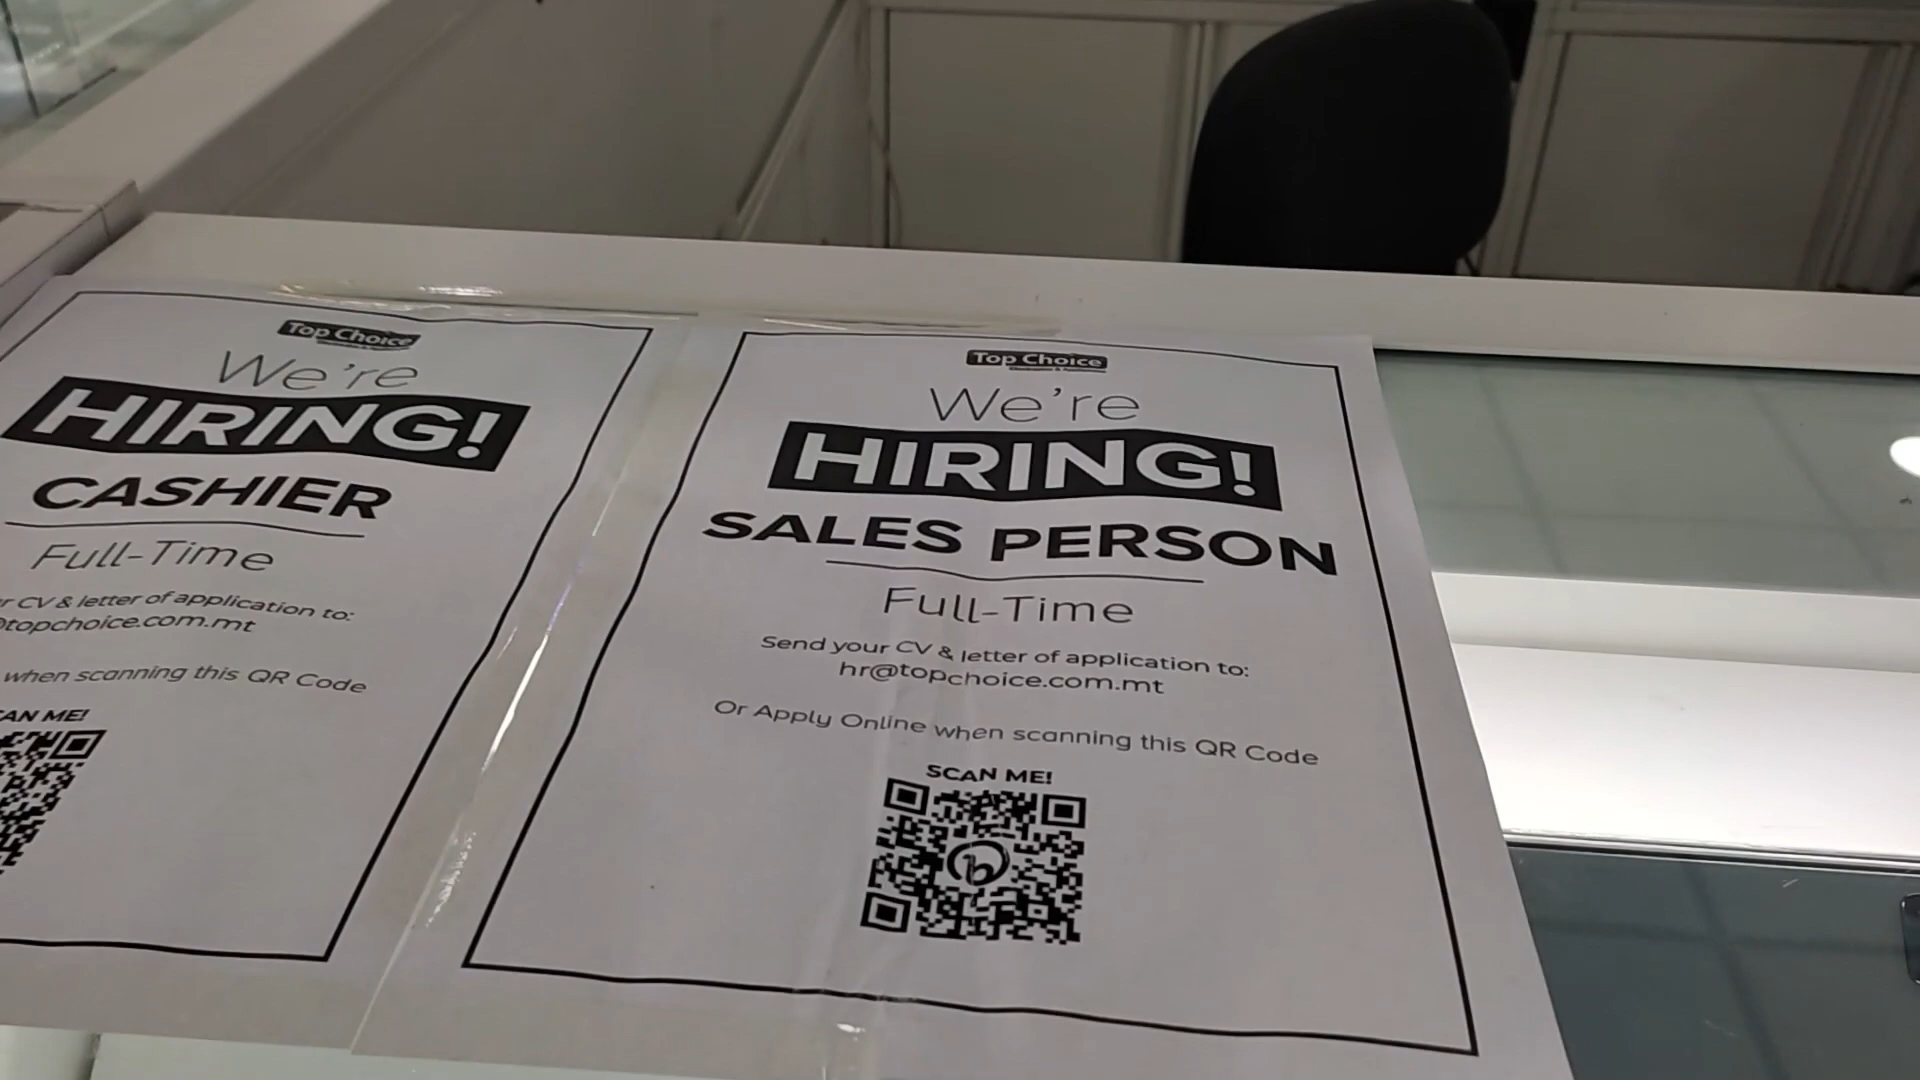 Top Choice
We're
HIRING!
CASHIER
Full-Time
CV & letter of application to:
topchoice.com.mt
when scanning this QR Code
ME!
Top Choice
We're
HIRING!
SALES PERSON
Full-Time
Send your CV & letter of application to:
hr@topchoice.com.mt
Or Apply Online when scanning this QR Code
SCAN ME!
b